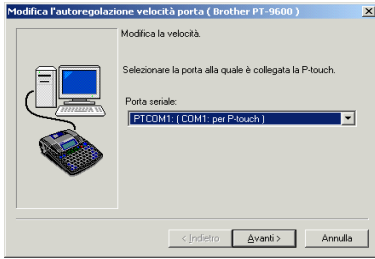 Modifica l'autoregolazione velocità porta ( Brother PT-9600 )
Modifica la velocità.
Selezionare la porta alla quale è collegata la P-touch.
Porta seriale:
PTCOM1: ( COM1: per P-touch )
< Indietro
Avanti >
Annulla